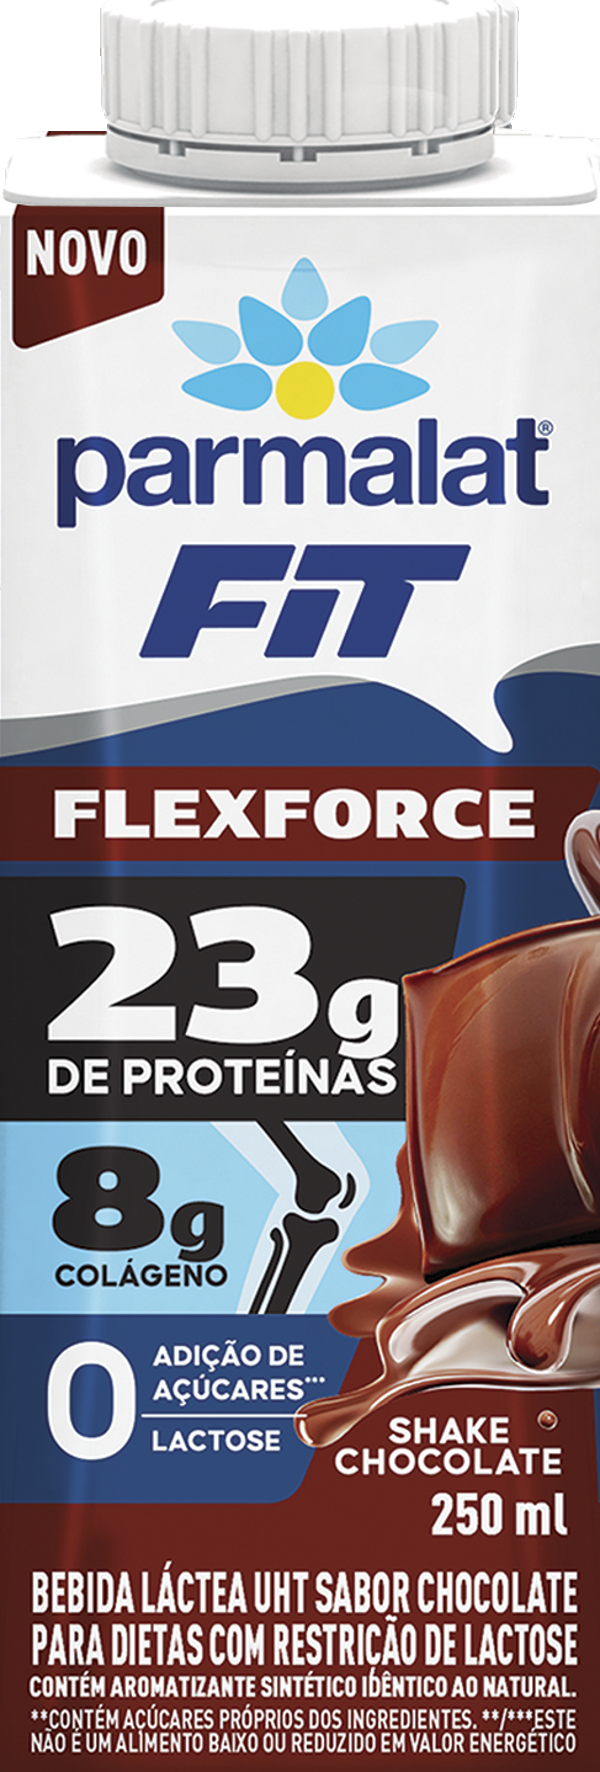 NOVO
parmalat®
FiT
FLEXFORCE
23g
DE PROTEÍNAS
8g
COLÁGENO
0 ADIÇÃO DE
AÇÚCARES***
LACTOSE
SHAKE
CHOCOLATE
250 ml
BEBIDA LÁCTEA UHT SABOR CHOCOLATE
PARA DIETAS COM RESTRIÇÃO DE LACTOSE
CONTÉM AROMATIZANTE SINTÉTICO IDÊNTICO AO NATURAL.
**CONTÉM AÇÚCARES PRÓPRIOS DOS INGREDIENTES. **/***ESTE
NÃO É UM ALIMENTO BAIXO OU REDUZIDO EM VALOR ENERGÉTICO